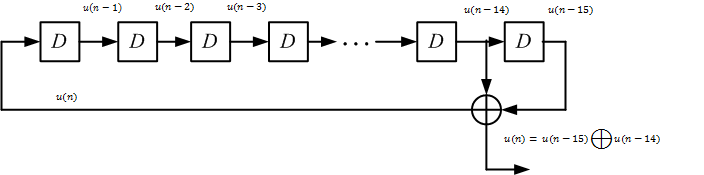 u(n−1) u(n−2) u(n−3) u(n−14) u(n−15)
D D D D ... D D
u(n)
u(n) = u(n−15) ⊕ u(n−14)